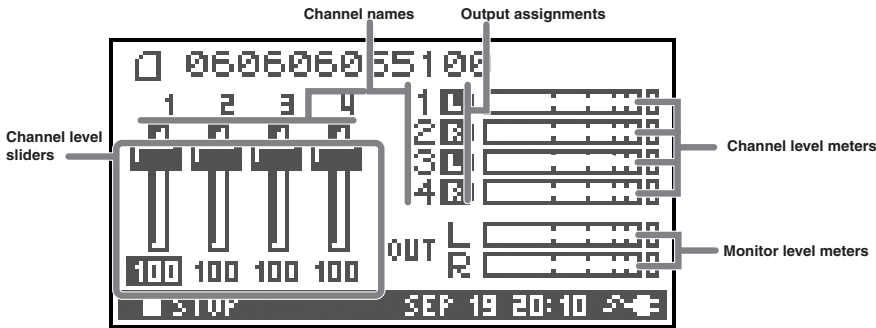 Channel names
Output assignments
060606065100
1 2 3 4
1 L
2 R
3 L
4 R
Channel level
sliders
Channel level meters
OUT L
R
Monitor level meters
100 100 100 100
STOP SEP 19 20:10